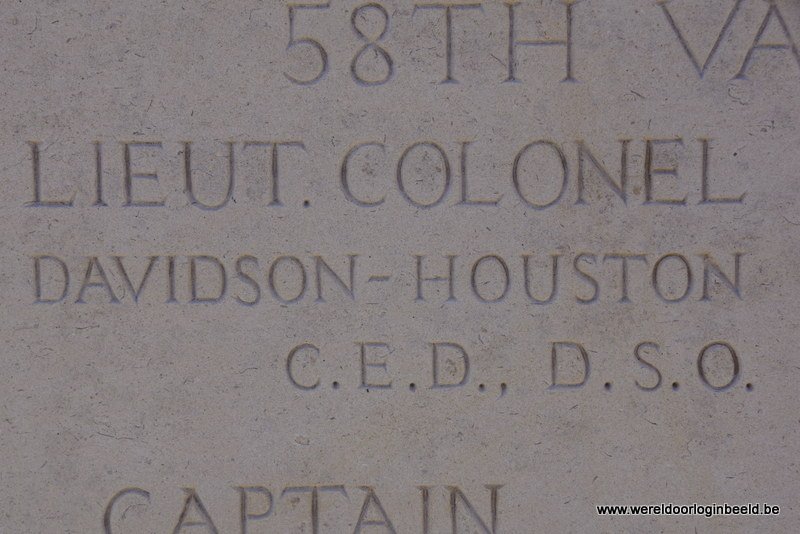 58TH VA
LIEUT. COLONEL
DAVIDSON-HOUSTON
C.E.D., D.S.O.
CAPTAIN
www.wereldoorloginbeeld.be